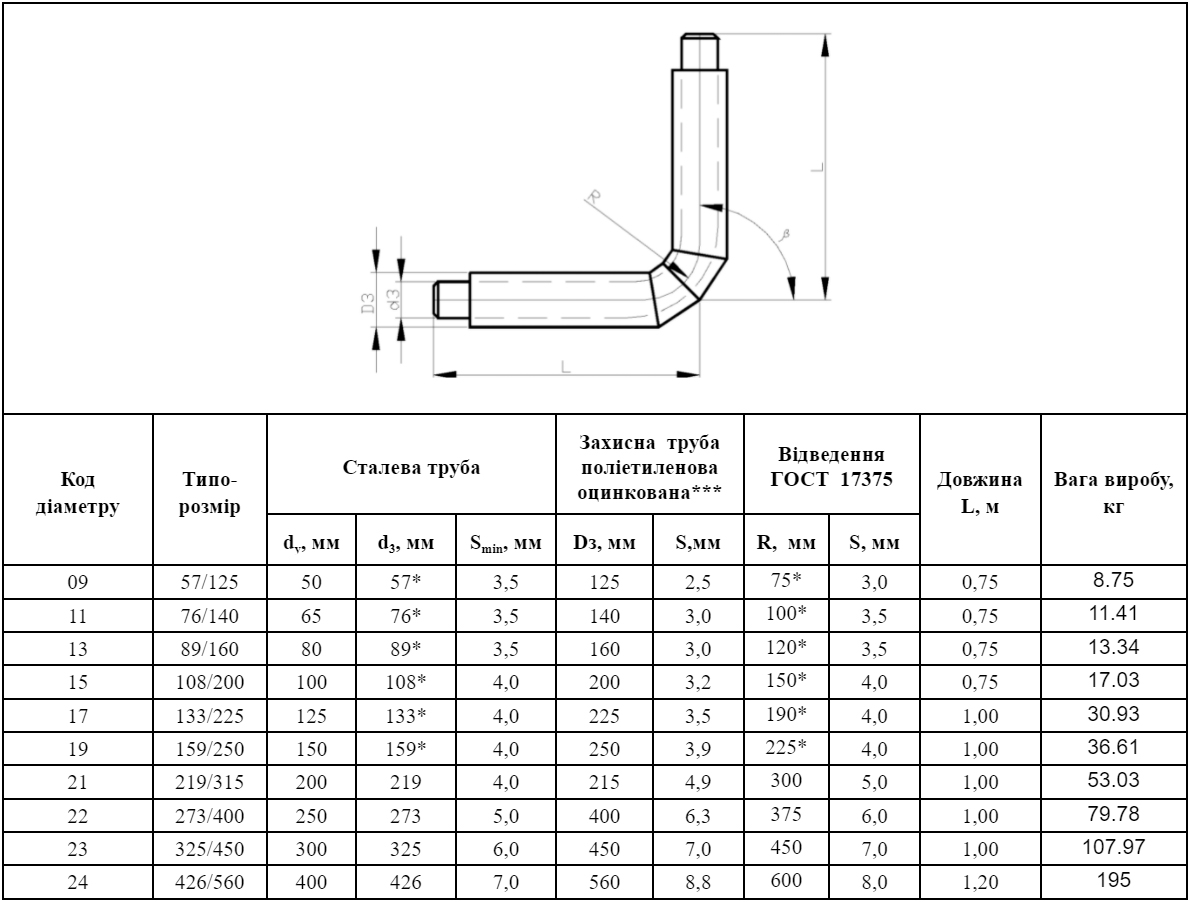 L
R
β
D3
d3
L
Код діаметру | Типо-розмір | Сталева труба | Захисна труба поліетиленова оцинкована*** | Відведення ГОСТ 17375 | Довжина L, м | Вага виробу, кг
dv, мм | d3, мм | Smin, мм | Dз, мм | S,мм | R, мм | S, мм
09 | 57/125 | 50 | 57* | 3,5 | 125 | 2,5 | 75* | 3,0 | 0,75 | 8.75
11 | 76/140 | 65 | 76* | 3,5 | 140 | 3,0 | 100* | 3,5 | 0,75 | 11.41
13 | 89/160 | 80 | 89* | 3,5 | 160 | 3,0 | 120* | 3,5 | 0,75 | 13.34
15 | 108/200 | 100 | 108* | 4,0 | 200 | 3,2 | 150* | 4,0 | 0,75 | 17.03
17 | 133/225 | 125 | 133* | 4,0 | 225 | 3,5 | 190* | 4,0 | 1,00 | 30.93
19 | 159/250 | 150 | 159* | 4,0 | 250 | 3,9 | 225* | 4,0 | 1,00 | 36.61
21 | 219/315 | 200 | 219 | 4,0 | 215 | 4,9 | 300 | 5,0 | 1,00 | 53.03
22 | 273/400 | 250 | 273 | 5,0 | 400 | 6,3 | 375 | 6,0 | 1,00 | 79.78
23 | 325/450 | 300 | 325 | 6,0 | 450 | 7,0 | 450 | 7,0 | 1,00 | 107.97
24 | 426/560 | 400 | 426 | 7,0 | 560 | 8,8 | 600 | 8,0 | 1,20 | 195